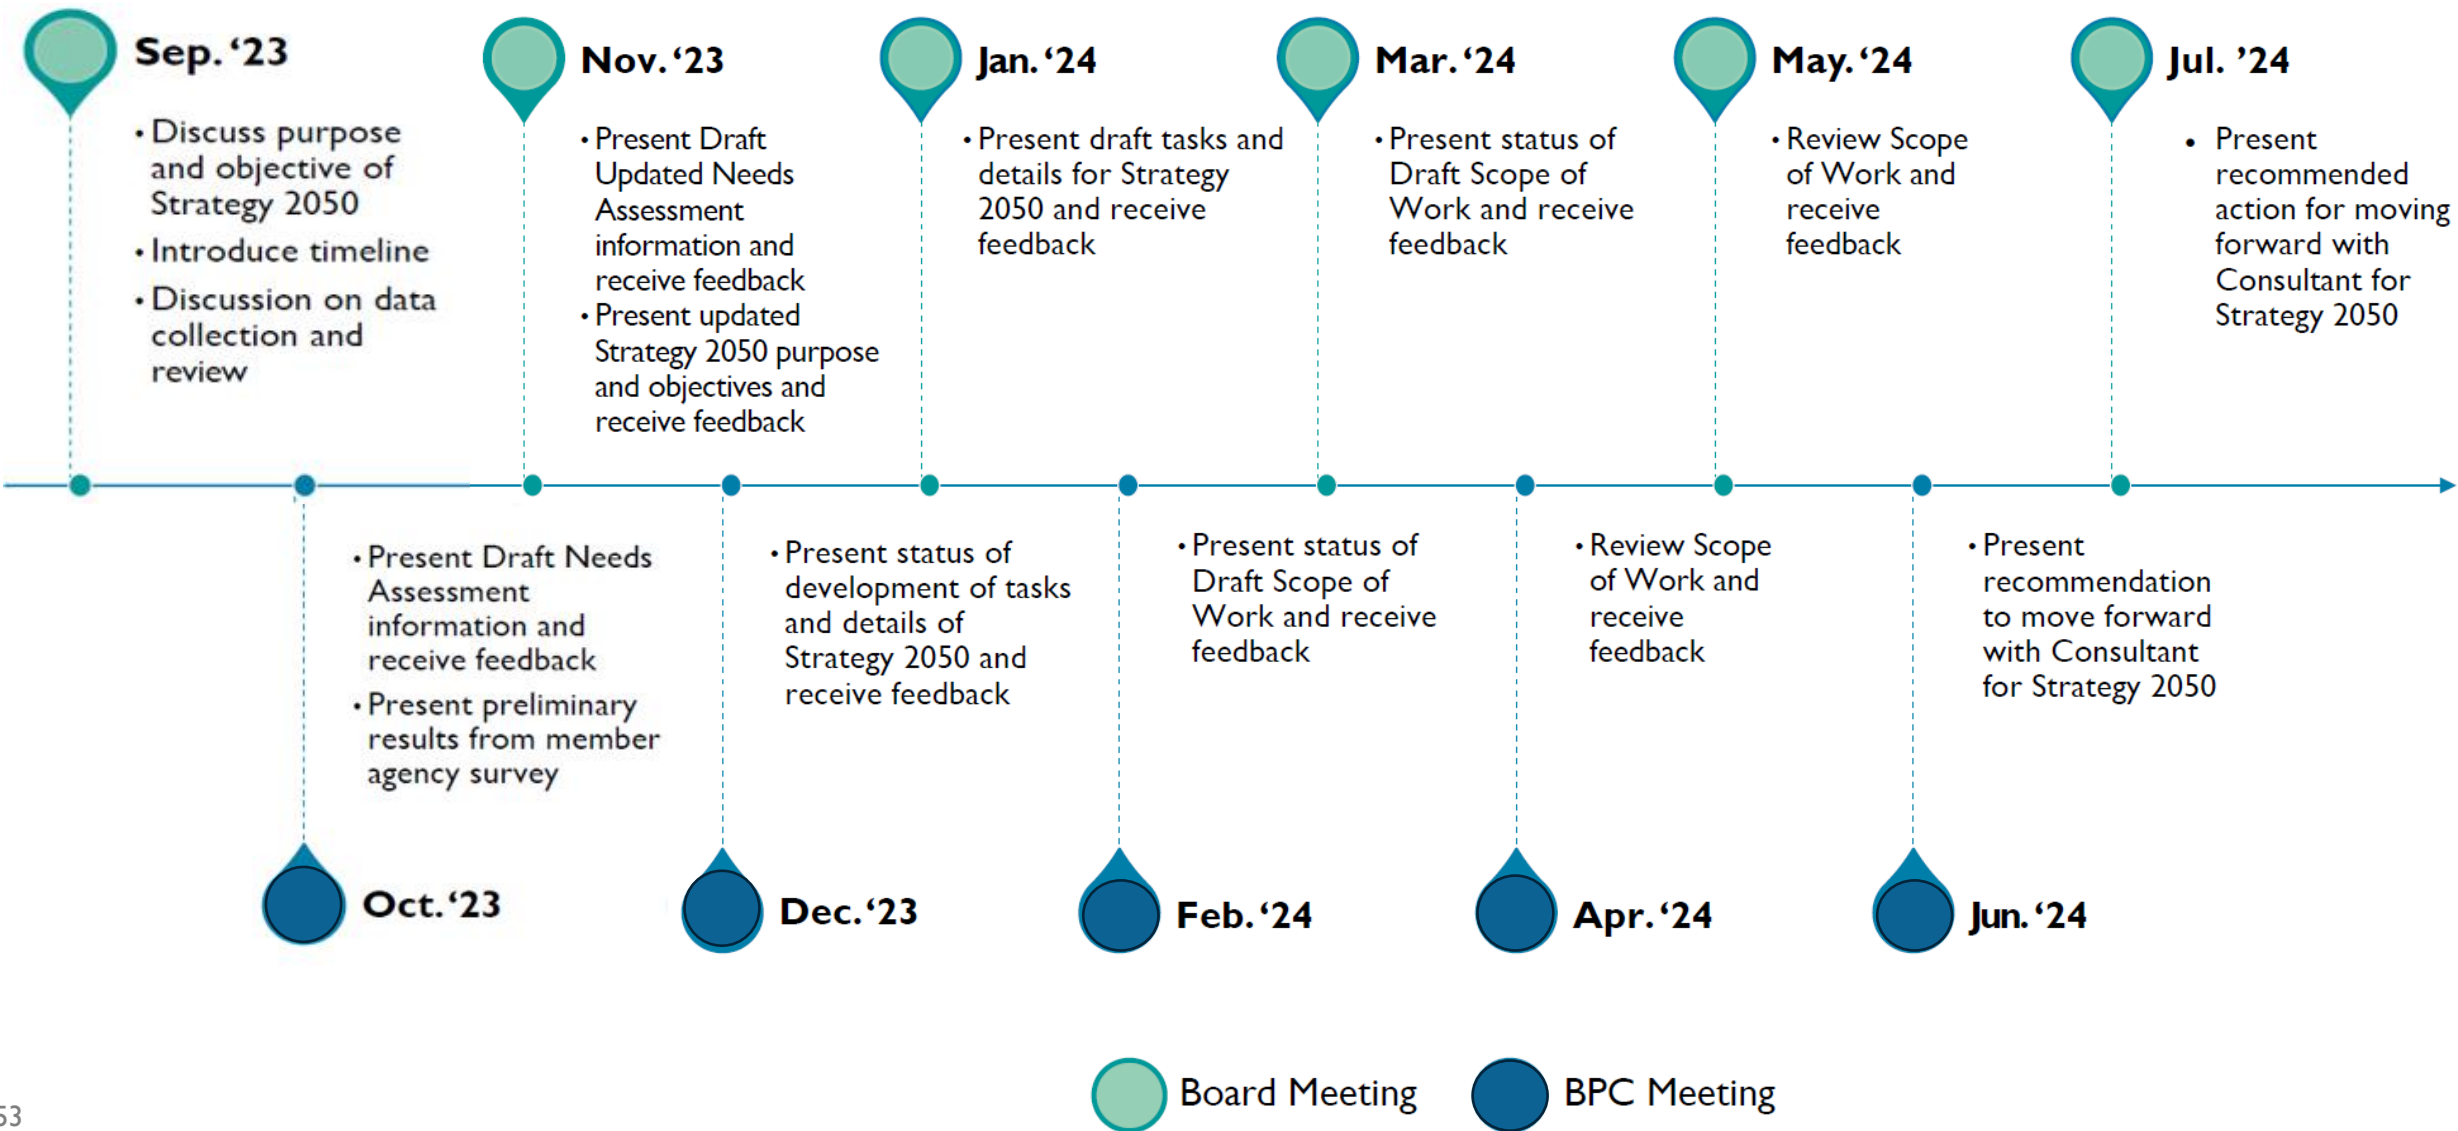 Sep. ‘23
• Discuss purpose
and objective of
Strategy 2050
• Introduce timeline
• Discussion on data
collection and
review
Nov. ‘23
• Present Draft
Updated Needs
Assessment
information and
receive feedback
• Present updated
Strategy 2050 purpose
and objectives and
receive feedback
Jan. ‘24
• Present draft tasks and
details for Strategy
2050 and receive
feedback
Mar. ‘24
• Present status of
Draft Scope of
Work and receive
feedback
May. ‘24
• Review Scope
of Work and
receive
feedback
Jul. ’24
• Present
recommended
action for moving
forward with
Consultant for
Strategy 2050
• Present Draft Needs
Assessment
information and
receive feedback
• Present preliminary
results from member
agency survey
Oct. ‘23
• Present status of
development of tasks
and details of
Strategy 2050 and
receive feedback
Dec. ‘23
• Present status of
Draft Scope of
Work and receive
feedback
Feb. ‘24
• Review Scope
of Work and
receive
feedback
Apr. ‘24
• Present
recommendation
to move forward
with Consultant
for Strategy 2050
Jun. ‘24
Board Meeting
BPC Meeting
53